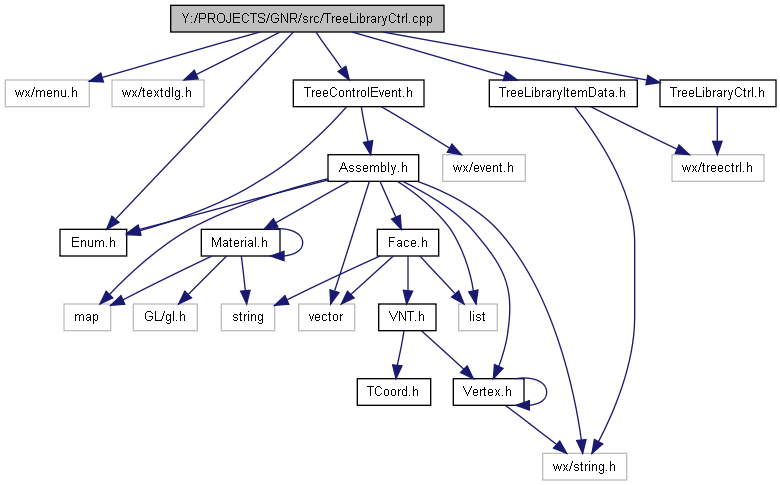 Y:/PROJECTS/GNR/src/TreeLibraryCtrl.cpp
wx/menu.h
wx/textdlg.h
TreeControlEvent.h
TreeLibraryItemData.h
TreeLibraryCtrl.h
Assembly.h
wx/event.h
wx/treectrl.h
Enum.h
Material.h
Face.h
map
GL/gl.h
string
vector
VNT.h
list
TCoord.h
Vertex.h
wx/string.h